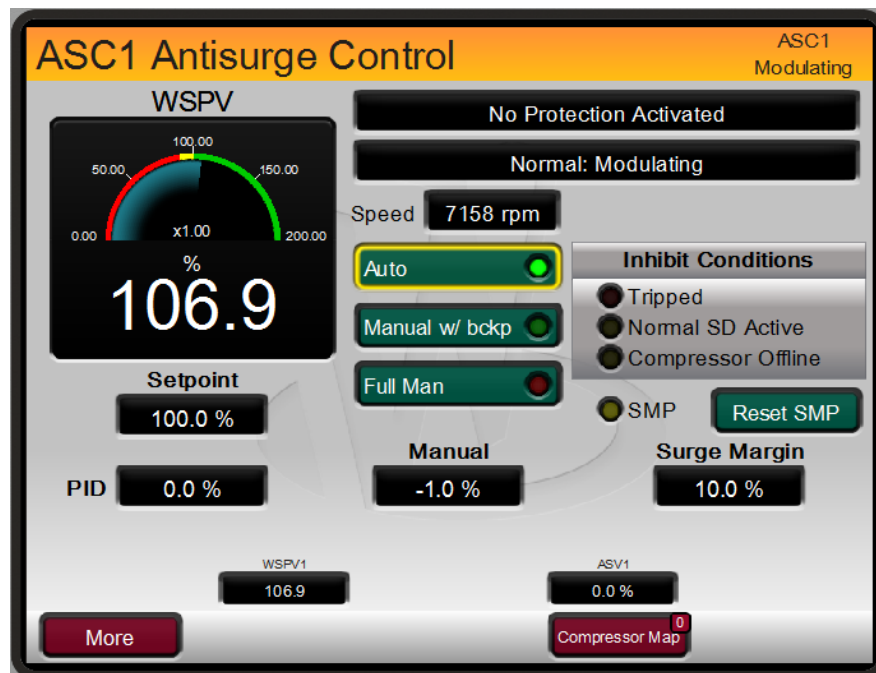 ASC1 Antisurge Control
ASC1
Modulating
WSPV
No Protection Activated
Normal: Modulating
0.00
50.00
100.00
150.00
200.00
x1.00
%
106.9
Speed 7158 rpm
Auto
Manual w/ bckp
Full Man
Inhibit Conditions
Tripped
Normal SD Active
Compressor Offline
SMP Reset SMP
Setpoint
100.0 %
PID 0.0 %
Manual
-1.0 %
Surge Margin
10.0 %
WSPV1
106.9
ASV1
0.0 %
More
Compressor Map
0